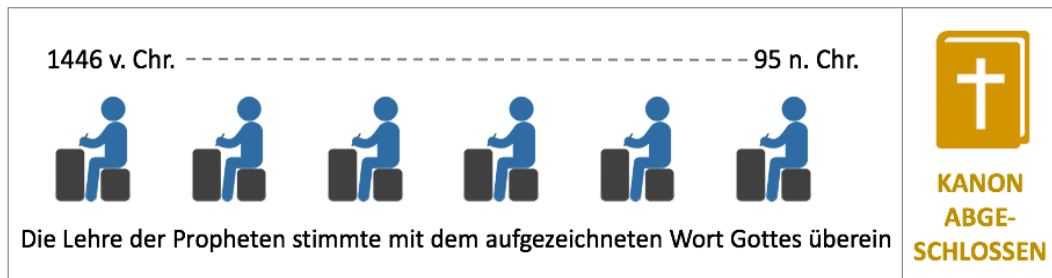 1446 v. Chr.
95 n. Chr.
Die Lehre der Propheten stimmte mit dem aufgezeichneten Wort Gottes überein
KANON
ABGE-
SCHLOSSEN